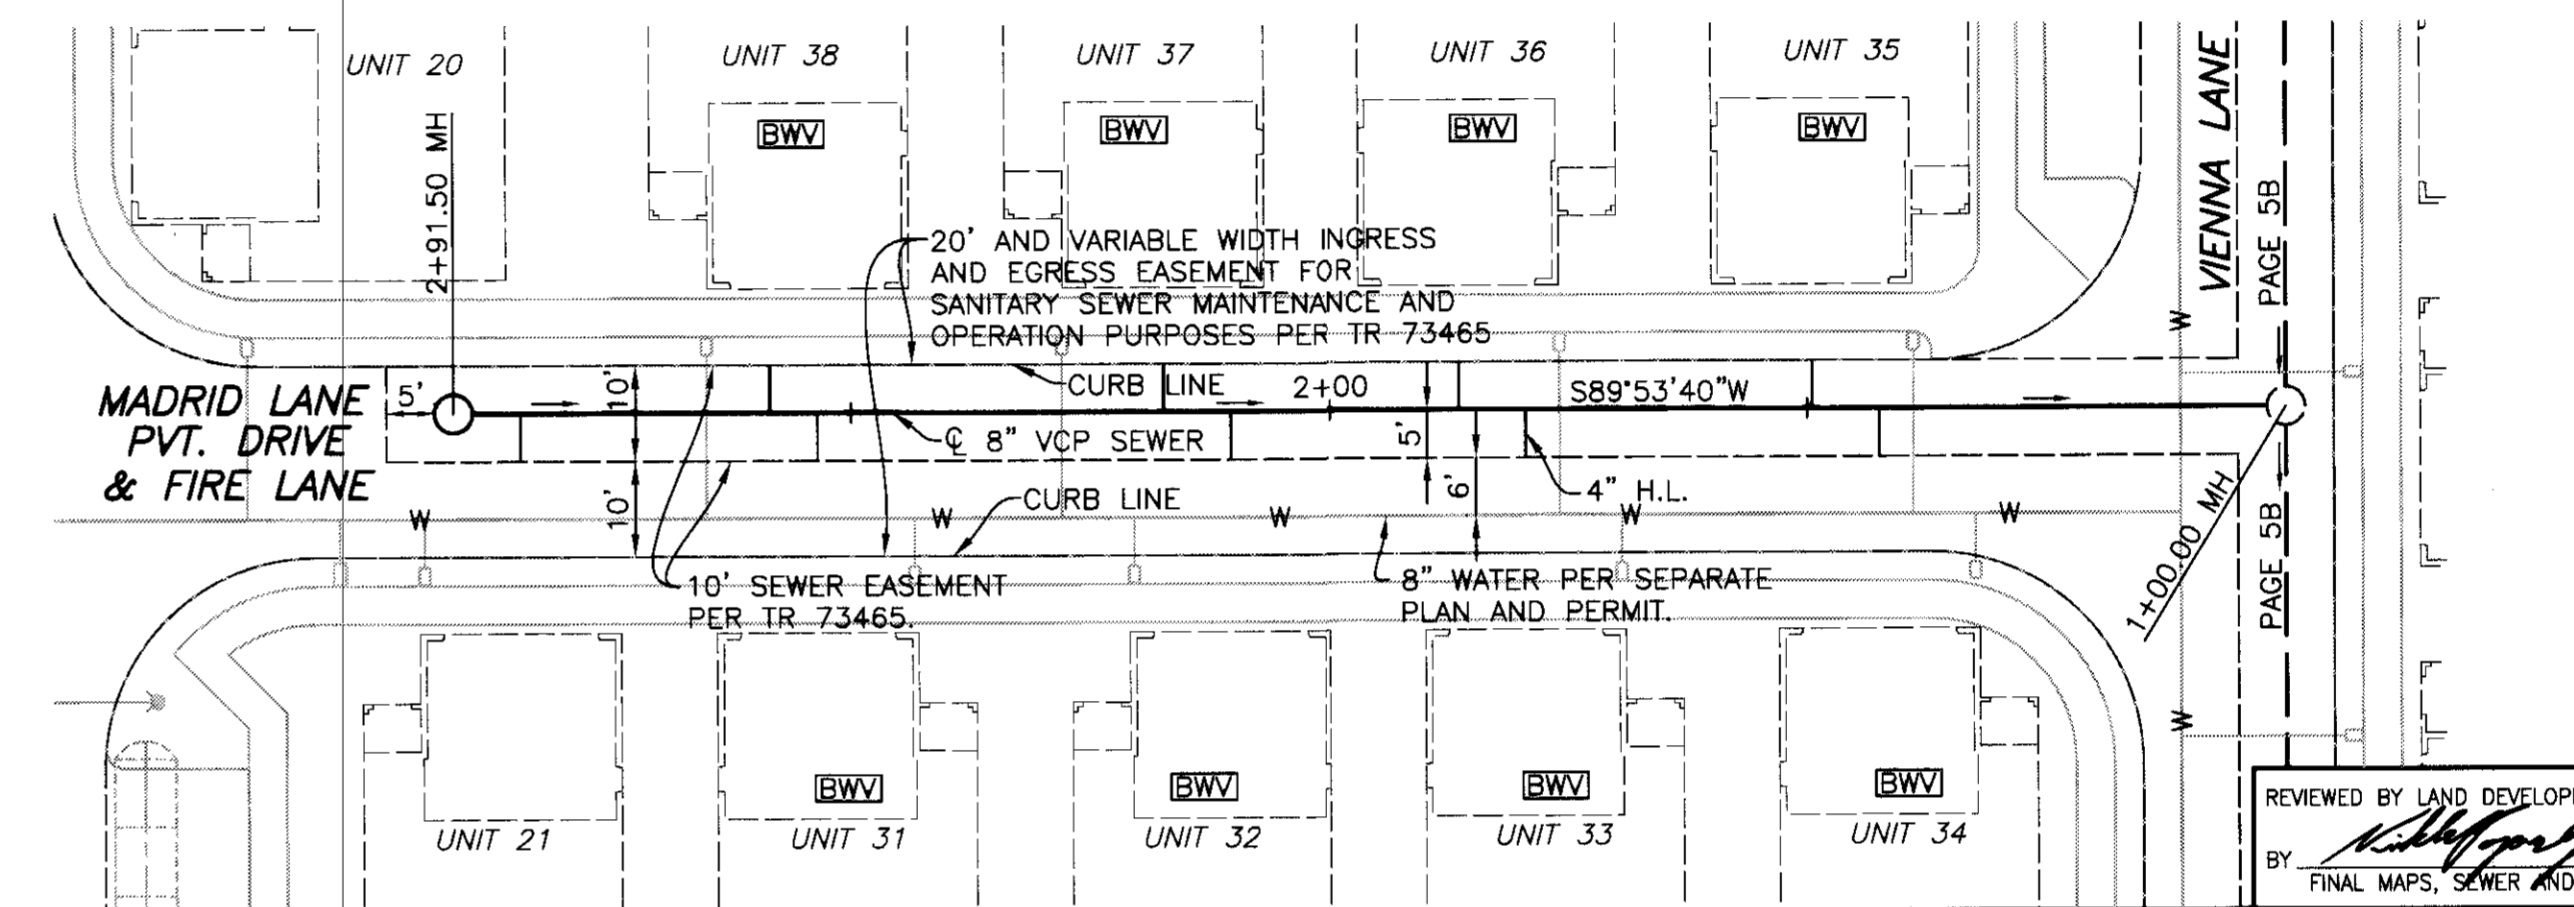 UNIT 20
UNIT 38
UNIT 37
UNIT 36
UNIT 35
VIENNA LANE
BWV
BWV
BWV
BWV
2+91.50 MH
PAGE 5B
20' AND VARIABLE WIDTH INGRESS
AND EGRESS EASEMENT FOR
SANITARY SEWER MAINTENANCE AND
OPERATION PURPOSES PER TR 73465
W
MADRID LANE
PVT. DRIVE
& FIRE LANE
5'
10'
CURB LINE
2+00
S89°53'40"W
℄ 8" VCP SEWER
5'
10'
CURB LINE
6'
4" H.L.
W
W
W
W
W
1+00.00 MH
PAGE 5B
10' SEWER EASEMENT
PER TR 73465.
8" WATER PER SEPARATE
PLAN AND PERMIT.
W
BWV
BWV
BWV
BWV
UNIT 21
UNIT 31
UNIT 32
UNIT 33
UNIT 34
REVIEWED BY LAND DEVELOP
BY
FINAL MAPS, SEWER AND